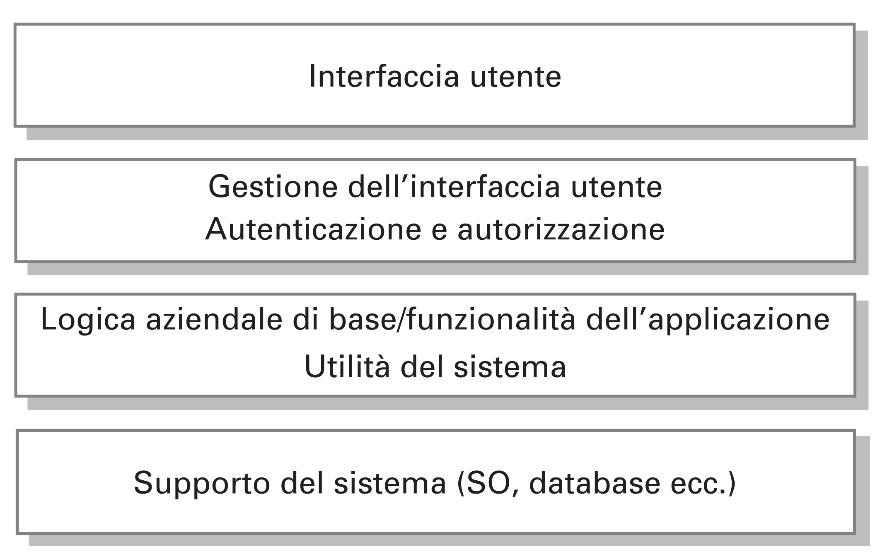 Interfaccia utente
Gestione dell’interfaccia utente
Autenticazione e autorizzazione
Logica aziendale di base/funzionalità dell’applicazione
Utilità del sistema
Supporto del sistema (SO, database ecc.)